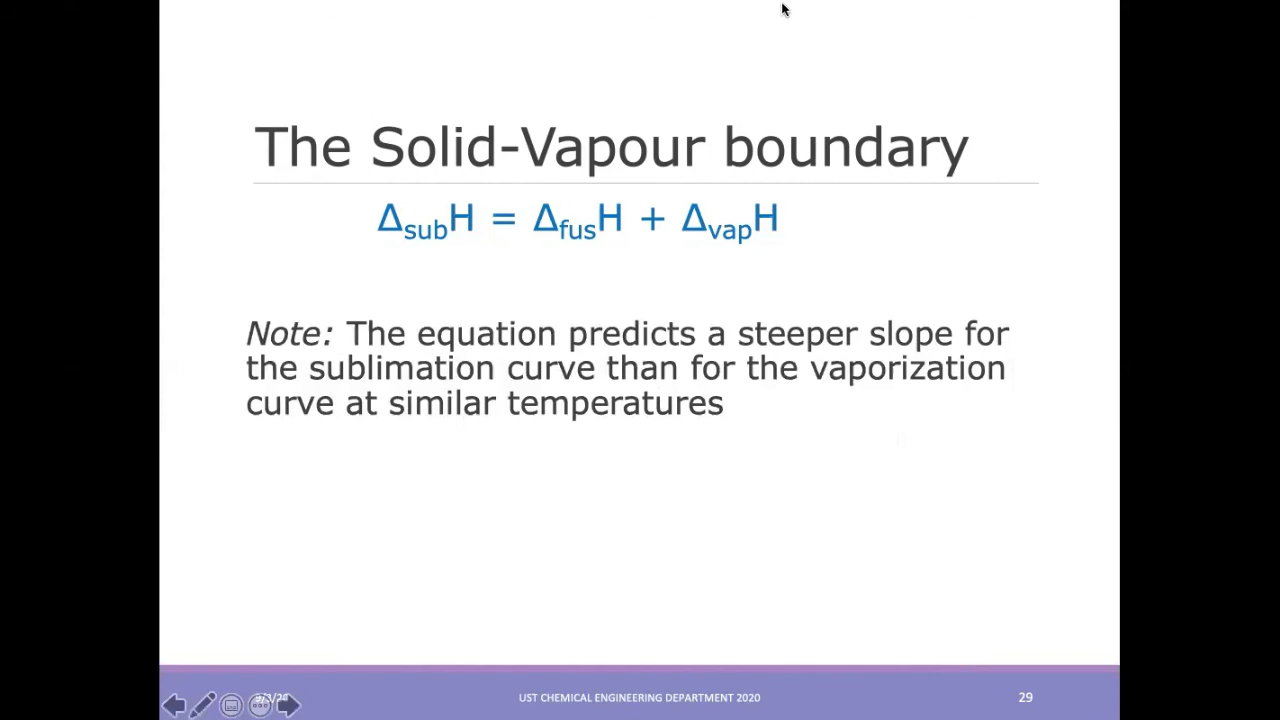 The Solid-Vapour boundary
ΔsubH = ΔfusH + ΔvapH
Note: The equation predicts a steeper slope for
the sublimation curve than for the vaporization
curve at similar temperatures
UST CHEMICAL ENGINEERING DEPARTMENT 2020
29